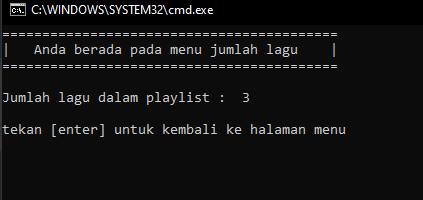 C:\WINDOWS\SYSTEM32\cmd.exe
==========================================
|   Anda berada pada menu jumlah lagu    |
==========================================
Jumlah lagu dalam playlist :  3
tekan [enter] untuk kembali ke halaman menu